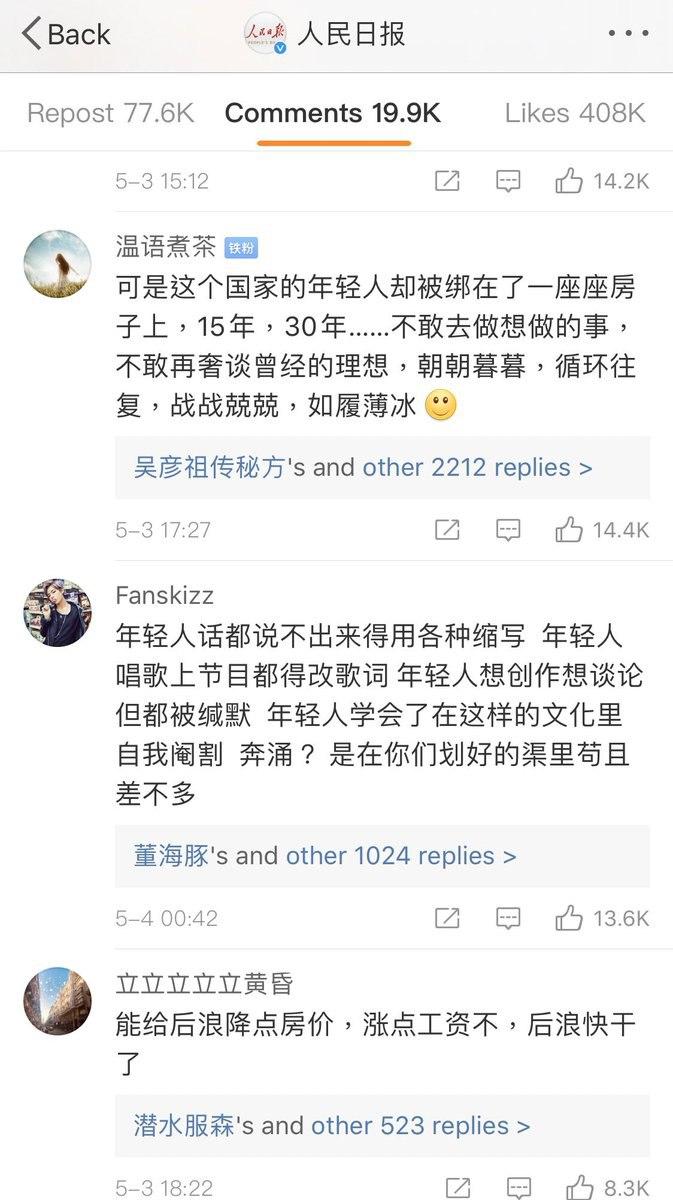 Back
人民日报
Repost 77.6K
Comments 19.9K
Likes 408K
5-3 15:12
14.2K
温语煮茶 铁粉
可是这个国家的年轻人却被绑在了一座座房
子上，15年，30年......不敢去做想做的事，
不敢再奢谈曾经的理想，朝朝暮暮，循环往
复，战战兢兢，如履薄冰
吴彦祖传秘方's and other 2212 replies >
5-3 17:27
14.4K
Fanskizz
年轻人话都说不出来得用各种缩写 年轻人
唱歌上节目都得改歌词 年轻人想创作想谈论
但都被缄默 年轻人学会了在这样的文化里
自我阉割 奔涌？ 是在你们划好的渠里苟且
差不多
董海豚's and other 1024 replies >
5-4 00:42
13.6K
立立立立立黄昏
能给后浪降点房价，涨点工资不，后浪快干
了
潜水服森's and other 523 replies >
5-3 18:22
8.3K